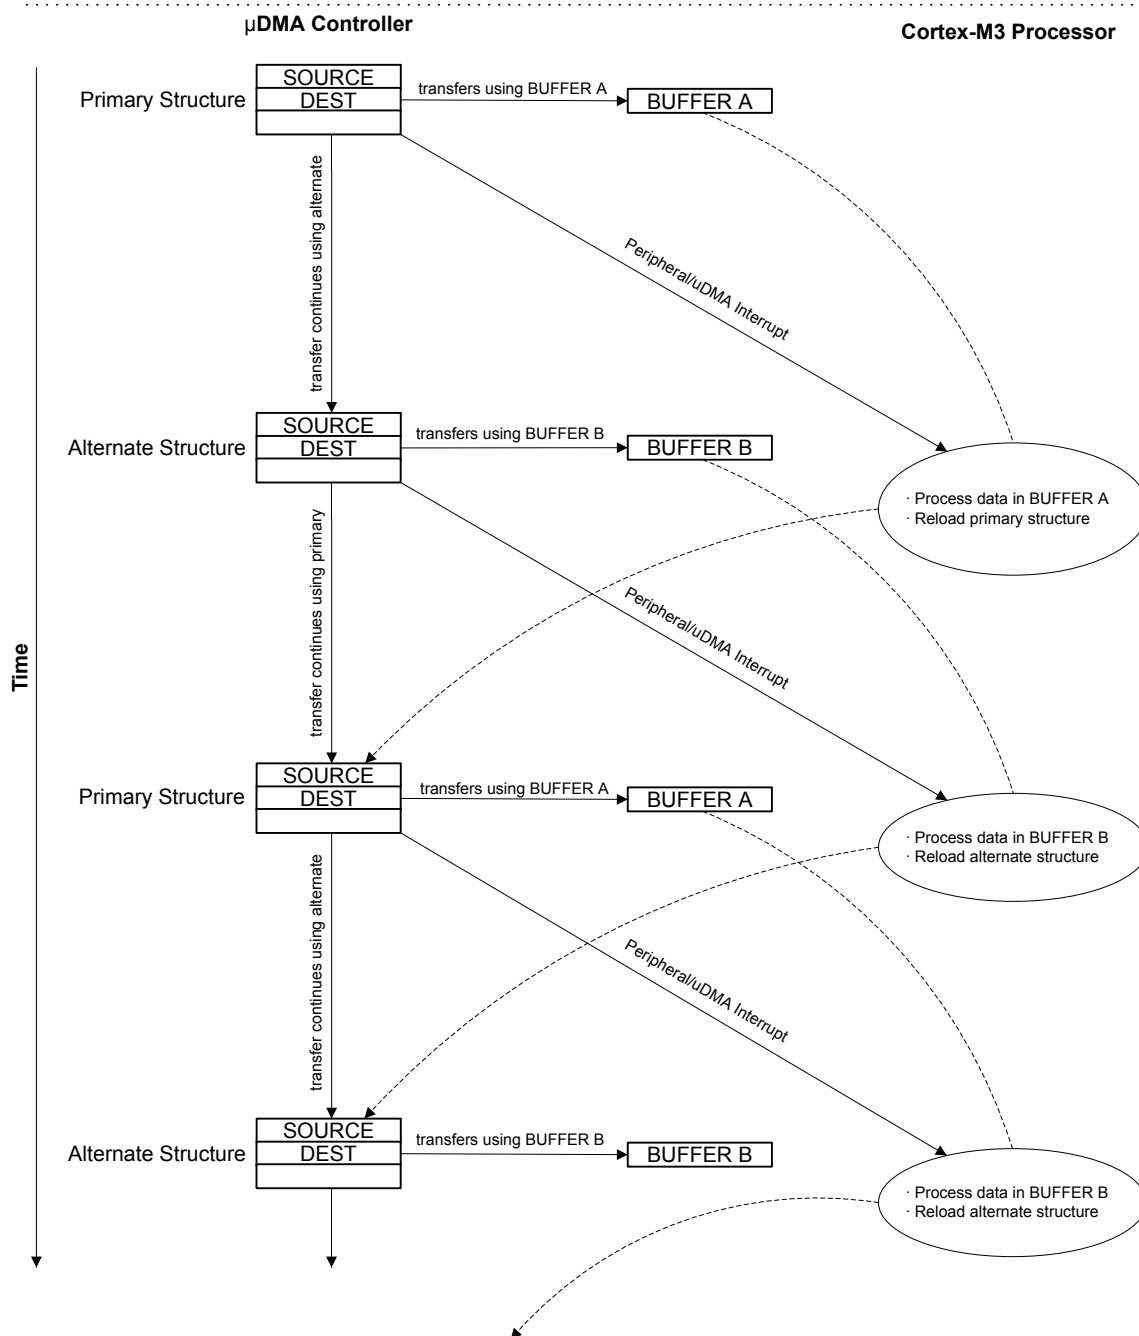 µDMA Controller
Cortex-M3 Processor
SOURCE
Primary Structure
DEST
transfers using BUFFER A
BUFFER A
transfer continues using alternate
Peripheral/uDMA Interrupt
SOURCE
Alternate Structure
DEST
transfers using BUFFER B
BUFFER B
· Process data in BUFFER A
· Reload primary structure
transfer continues using primary
Peripheral/uDMA Interrupt
Time
SOURCE
Primary Structure
DEST
transfers using BUFFER A
BUFFER A
· Process data in BUFFER B
· Reload alternate structure
transfer continues using alternate
Peripheral/uDMA Interrupt
SOURCE
Alternate Structure
DEST
transfers using BUFFER B
BUFFER B
· Process data in BUFFER B
· Reload alternate structure